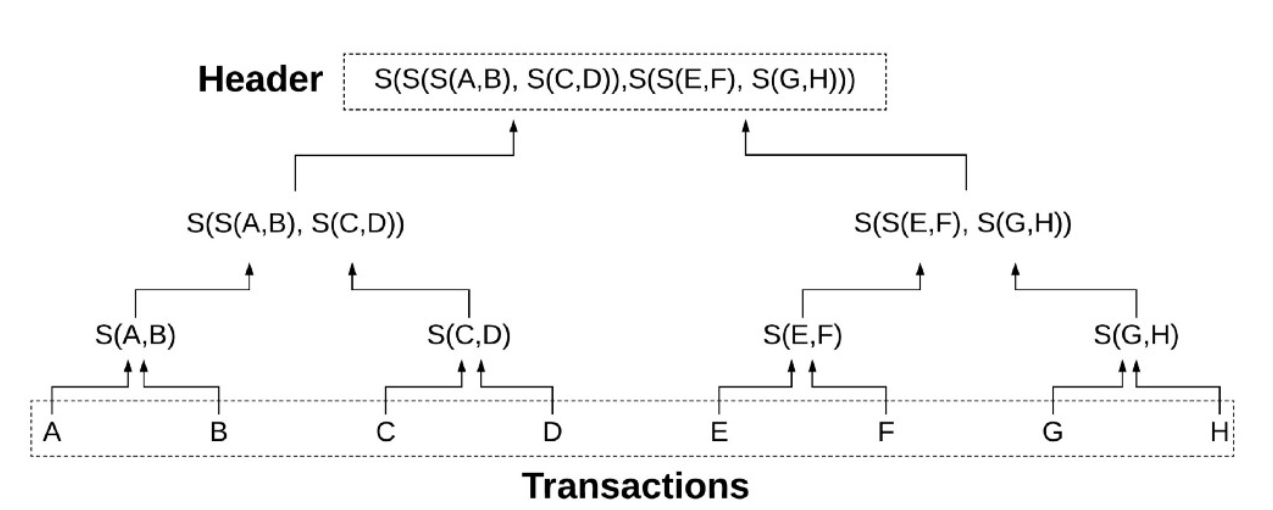 Header S(S(S(A,B), S(C,D)),S(S(E,F), S(G,H)))
S(S(A,B), S(C,D)) S(S(E,F), S(G,H))
S(A,B) S(C,D) S(E,F) S(G,H)
A B C D E F G H
Transactions